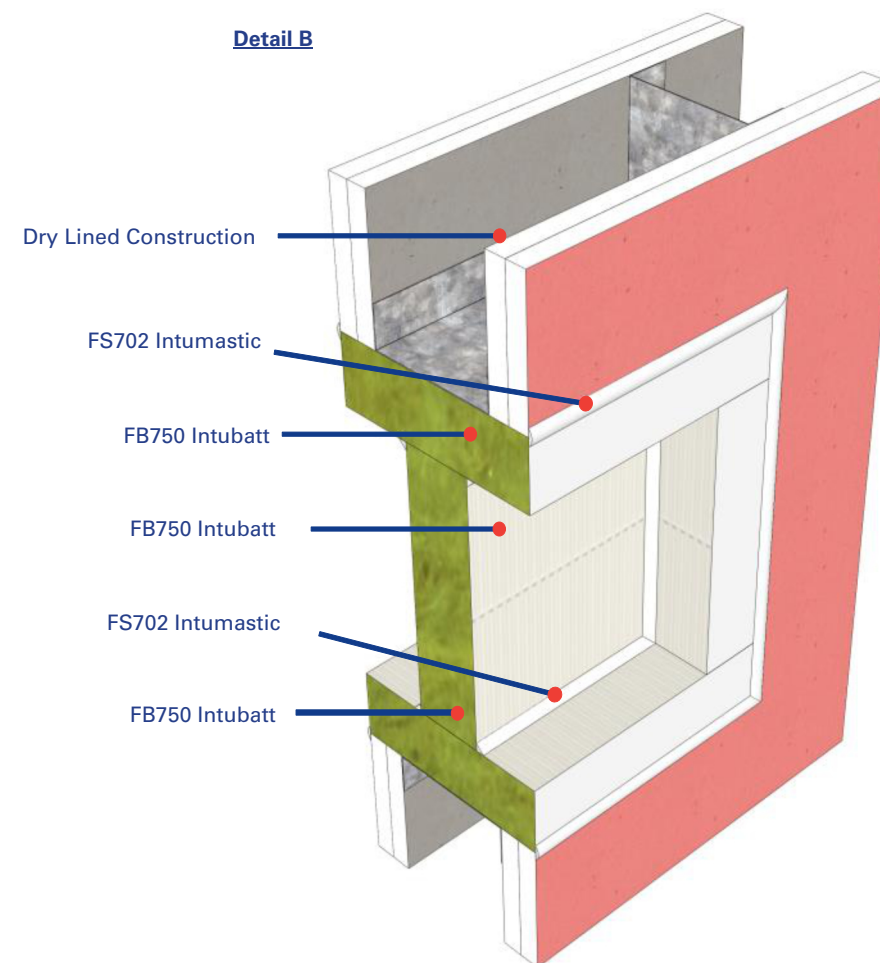 Detail B
Dry Lined Construction
FS702 Intumastic
FB750 Intubatt
FB750 Intubatt
FS702 Intumastic
FB750 Intubatt